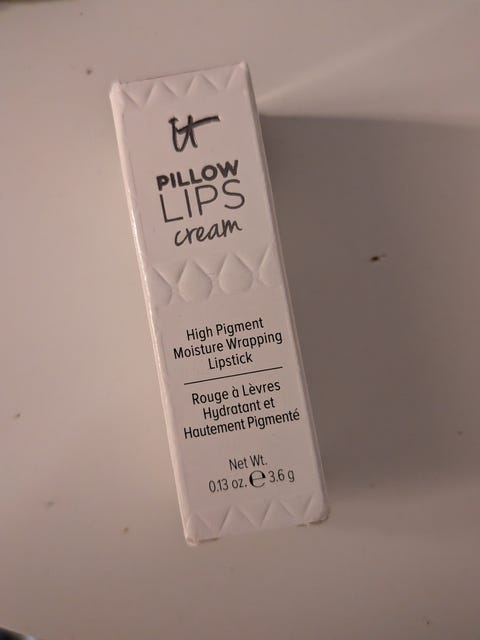 it
PILLOW
LIPS
cream
High Pigment
Moisture Wrapping
Lipstick
Rouge à Lèvres
Hydratant et
Hautement Pigmenté
Net Wt.
0.13 oz. ℮ 3.6 g